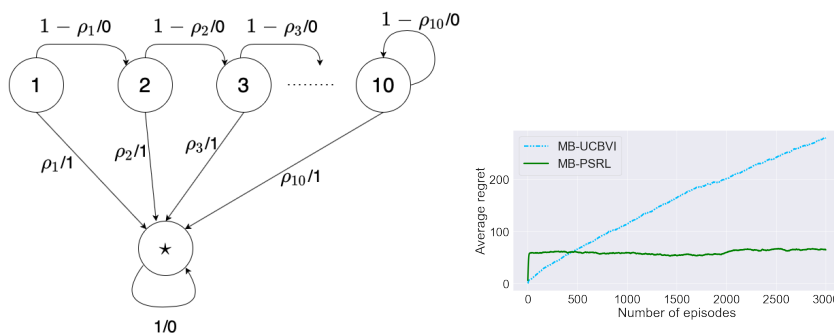 1 − ρ₁/0
1 − ρ₂/0
1 − ρ₃/0
1 − ρ₁₀/0
1
2
3
........
10
ρ₁/1
ρ₂/1
ρ₃/1
ρ₁₀/1
⋆
1/0
MB-UCBVI
MB-PSRL
Average regret
200
100
0
0
500
1000
1500
2000
2500
3000
Number of episodes